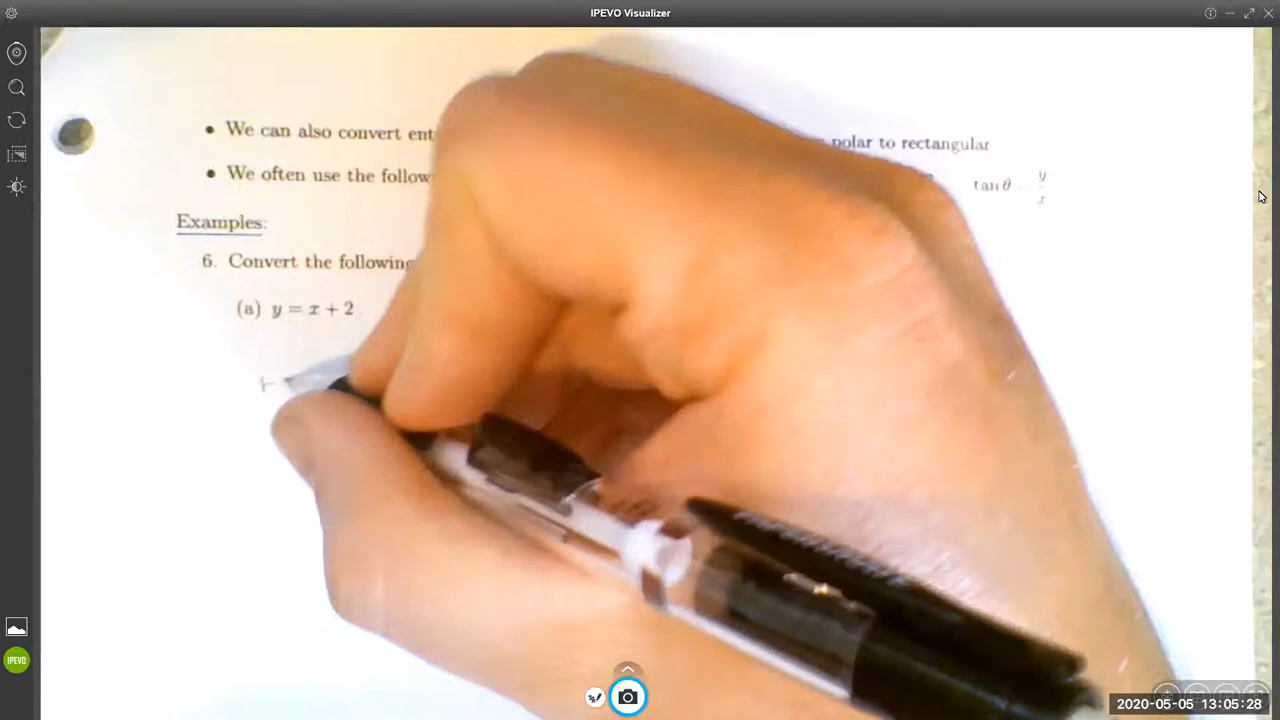 IPEVO Visualizer
• We can also convert ent polar to rectangular
• We often use the follow tan θ = y/x
Examples:
6. Convert the following
(a) y = x + 2
IPEVO
2020-05-05 13:05:28